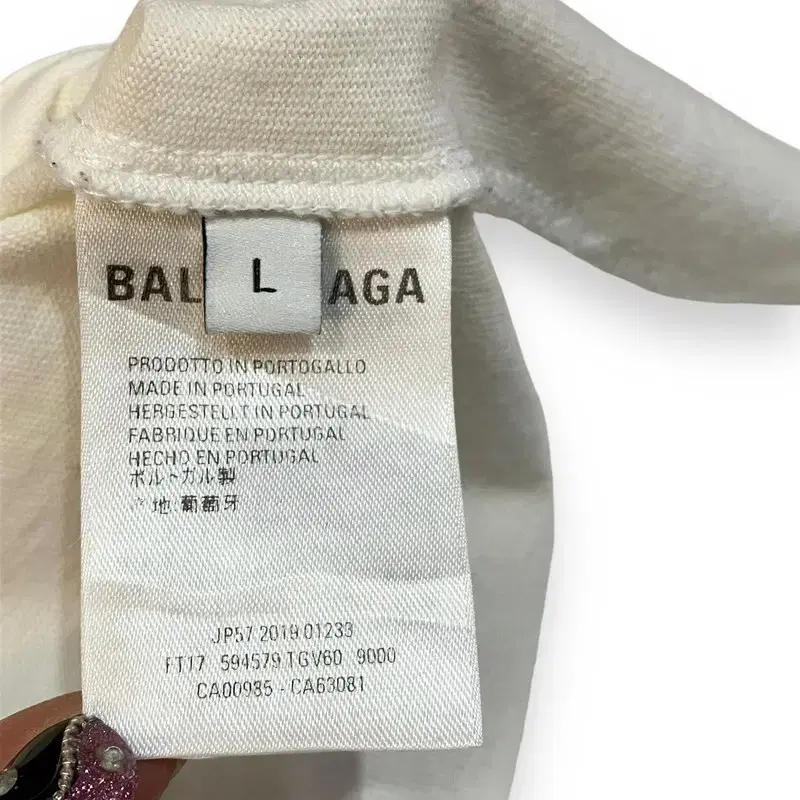 BAL L AGA
PRODOTTO IN PORTOGALLO
MADE IN PORTUGAL
HERGESTELLT IN PORTUGAL
FABRIQUE EN PORTUGAL
HECHO EN PORTUGAL
ポルトガル製
地:葡萄牙
JP57 2019 01233
FT17 594579 TGV60 9000
CA00985 - CA63081